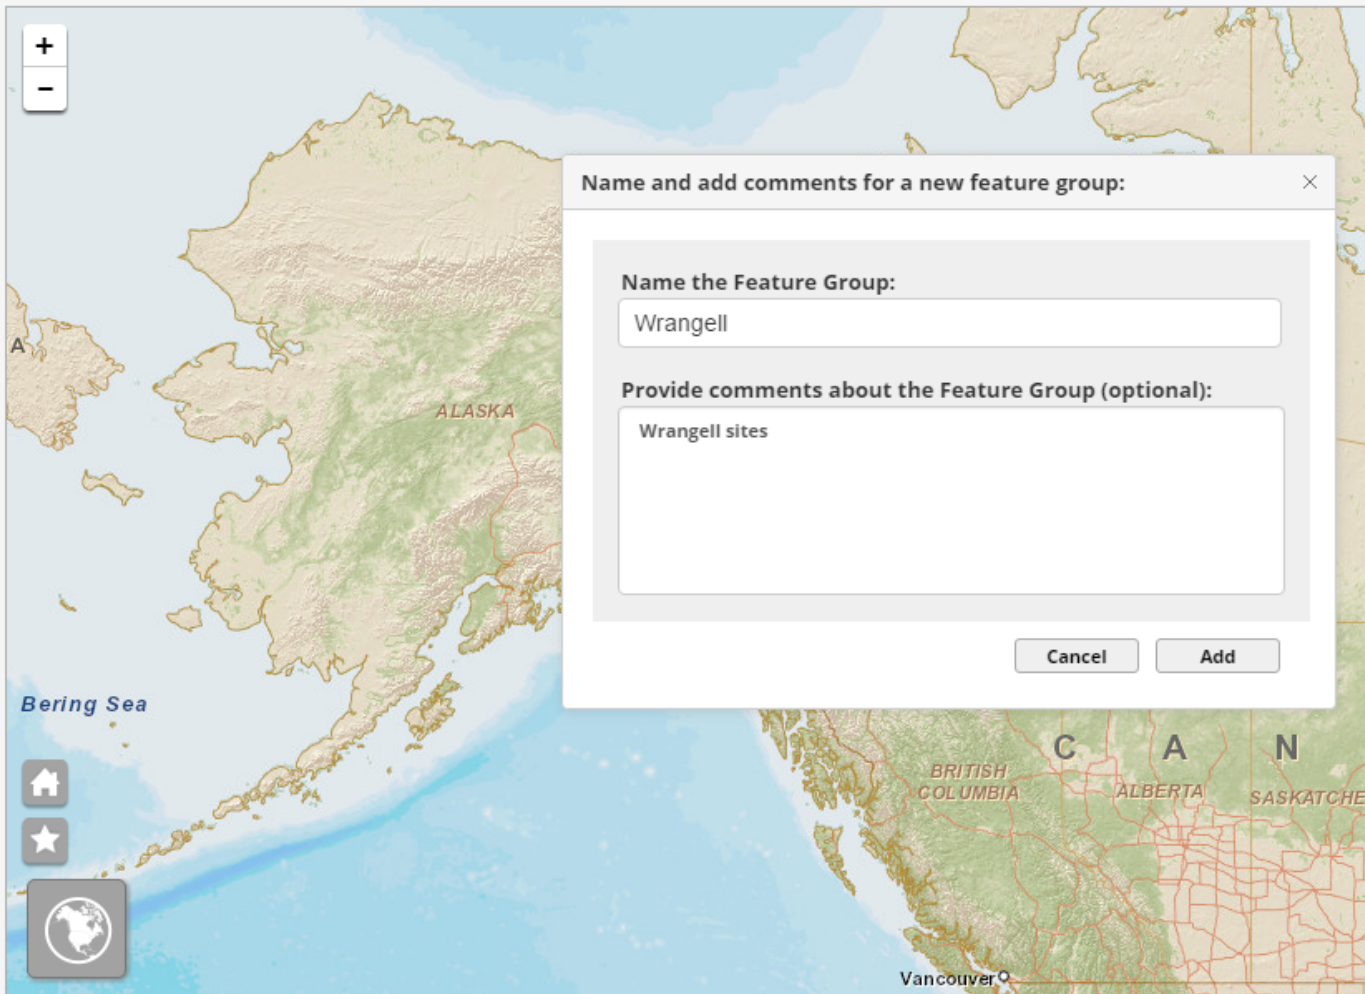 +
−
Name and add comments for a new feature group:
Name the Feature Group:
Wrangell
A
Provide comments about the Feature Group (optional):
ALASKA
Wrangell sites
Cancel
Add
Bering Sea
C A N
BRITISH
COLUMBIA
ALBERTA
SASKATCHE
Vancouver